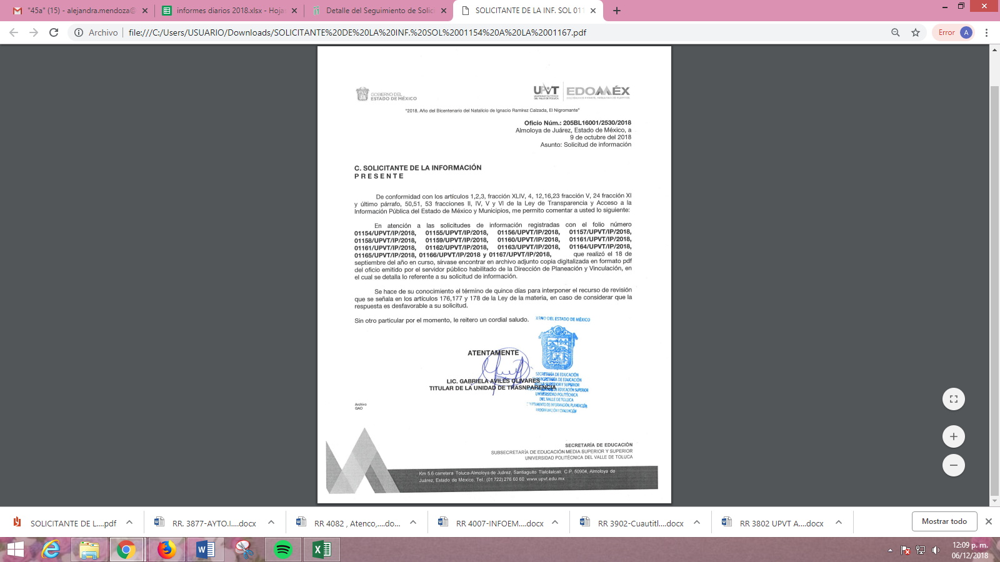 "45a" (15) - alejandra.mendoza@
informes diarios 2018.xlsx - Hoja
Detalle del Seguimiento de Solic
SOLICITANTE DE LA INF. SOL 011
Archivo
file:///C:/Users/USUARIO/Downloads/SOLICITANTE%20DE%20LA%20INF.%20SOL%2001154%20A%20LA%2001167.pdf
Error
A
GOBIERNO DEL
ESTADO DE MÉXICO
UPVT
EDOMÉX
"2018. Año del Bicentenario del Natalicio de Ignacio Ramírez Calzada, El Nigromante"
Oficio Núm.: 205BL16001/2530/2018
Almoloya de Juárez, Estado de México, a
9 de octubre del 2018
Asunto: Solicitud de información
C. SOLICITANTE DE LA INFORMACIÓN
P R E S E N T E
De conformidad con los artículos 1,2,3, fracción XLIV, 4, 12,16,23 fracción V, 24 fracción XI
y último párrafo, 50,51, 53 fracciones II, IV, V y VI de la Ley de Transparencia y Acceso a la
Información Pública del Estado de México y Municipios, me permito comentar a usted lo siguiente:
En atención a las solicitudes de información registradas con el folio número
01154/UPVT/IP/2018, 01155/UPVT/IP/2018, 01156/UPVT/IP/2018, 01157/UPVT/IP/2018,
01158/UPVT/IP/2018, 01159/UPVT/IP/2018, 01160/UPVT/IP/2018, 01161/UPVT/IP/2018,
01161/UPVT/IP/2018, 01162/UPVT/IP/2018, 01163/UPVT/IP/2018, 01164/UPVT/IP/2018,
01165/UPVT/IP/2018, 01166/UPVT/IP/2018 y 01167/UPVT/IP/2018, que realizó el 18 de
septiembre del año en curso, sírvase encontrar en archivo adjunto copia digitalizada en formato pdf
del oficio emitido por el servidor público habilitado de la Dirección de Planeación y Vinculación, en
el cual se detalla lo referente a su solicitud de información.
Se hace de su conocimiento el término de quince días para interponer el recurso de revisión
que se señala en los artículos 176,177 y 178 de la Ley de la materia, en caso de considerar que la
respuesta es desfavorable a su solicitud.
Sin otro particular por el momento, le reitero un cordial saludo.
ERNO DEL ESTADO DE MÉXICO
ATENTAMENTE
LIC. GABRIELA AVILES OLIVARES
TITULAR DE LA UNIDAD DE TRASNPARENCIA
SECRETARÍA DE EDUCACIÓN
SUBSECRETARÍA DE EDUCACIÓN
MEDIA SUPERIOR Y SUPERIOR
DE EDUCACIÓN SUPERIOR
UNIVERSIDAD POLITÉCNICA
DEL VALLE DE TOLUCA
DE INFORMACIÓN, PLANEACIÓN
PROGRAMACIÓN Y EVALUACIÓN
Archivo
GAO
SECRETARÍA DE EDUCACIÓN
SUBSECRETARÍA DE EDUCACIÓN MEDIA SUPERIOR Y SUPERIOR
UNIVERSIDAD POLITÉCNICA DEL VALLE DE TOLUCA
Km 5.6 carretera Toluca-Almoloya de Juárez, Santiaguito Tlalcilalcali, C.P. 50904, Almoloya de
Juárez, Estado de México. Tel.: (01 722) 276 60 60. www.upvt.edu.mx
SOLICITANTE DE L....pdf
RR. 3877-AYTO.I....docx
RR 4082 , Atenco,....do...
RR 4007-INFOEM....docx
RR 3902-Cuautitl....docx
RR 3802 UPVT A....docx
Mostrar todo
12:09 p. m.
06/12/2018